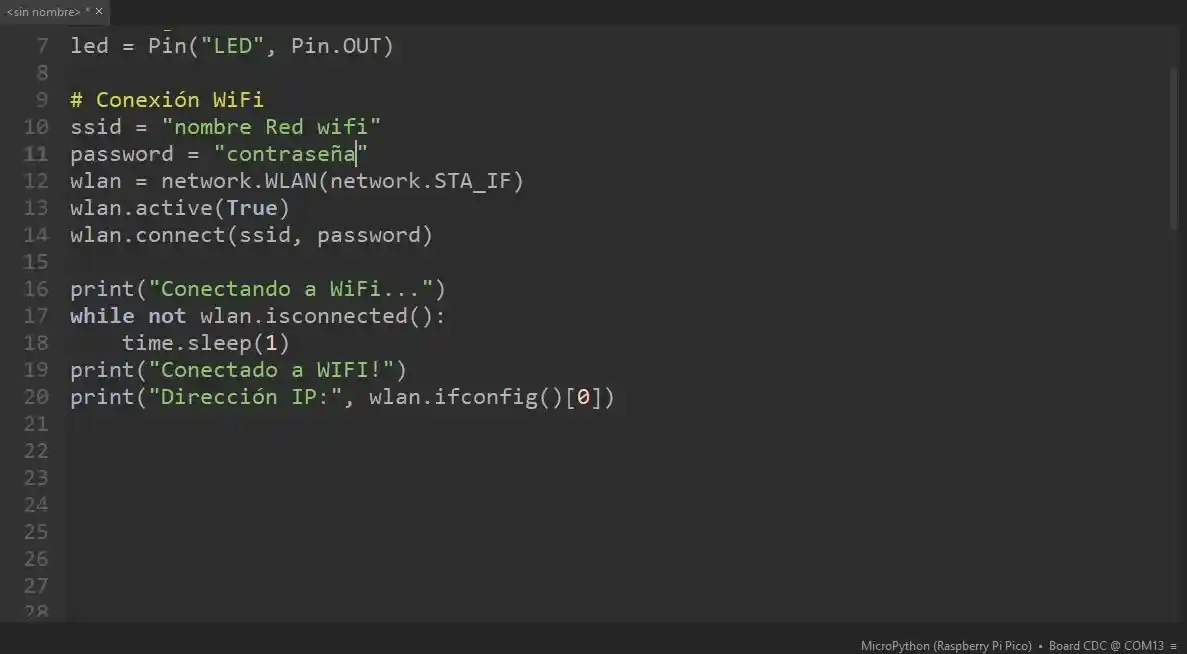 <sin nombre> * ×
7 led = Pin("LED", Pin.OUT)
8
9 # Conexión WiFi
10 ssid = "nombre Red wifi"
11 password = "contraseña"
12 wlan = network.WLAN(network.STA_IF)
13 wlan.active(True)
14 wlan.connect(ssid, password)
15
16 print("Conectando a WiFi...")
17 while not wlan.isconnected():
18     time.sleep(1)
19 print("Conectado a WIFI!")
20 print("Dirección IP:", wlan.ifconfig()[0])
21
22
23
24
25
26
27
28
MicroPython (Raspberry Pi Pico) • Board CDC @ COM13 ≡